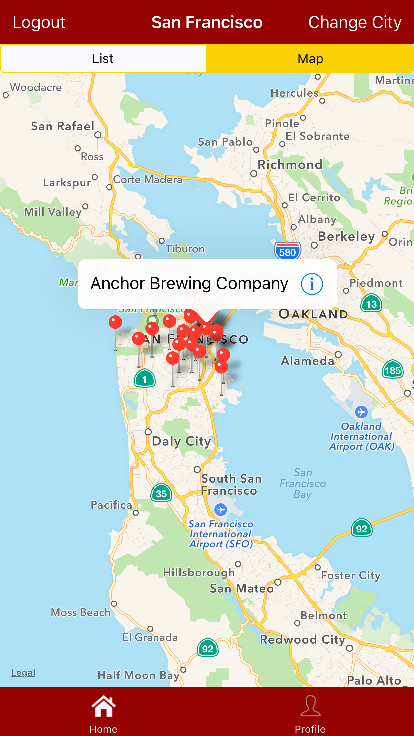 Logout
San Francisco
Change City
List
Map
Woodacre
Hercules
San Rafael
Pinole
San Pablo
El Sobrante
Ross
Richmond
Larkspur
Corte Madera
El Cerrito
Mill Valley
Albany
Tiburon
Berkeley
580
Piedmont
Anchor Brewing Company
13
OAKLAND
Alameda
185
1
Oakland
International
Airport (OAK)
Daly City
South San
Francisco
35
San
Francisco
Bay
Pacifica
San Francisco
International
Airport (SFO)
92
Hillsborough
Foster City
San Mateo
Moss Beach
Belmont
El Granada
Redwood City
92
Half Moon Bay
Palo Alto
Legal
Home
Profile